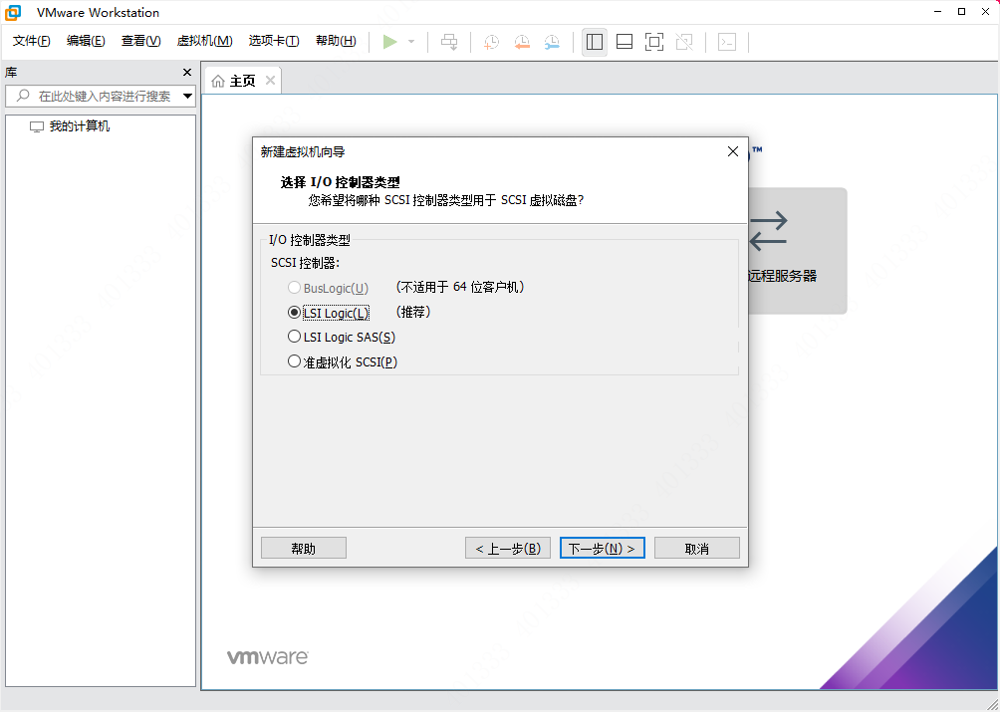 VMware Workstation
文件(F) 编辑(E) 查看(V) 虚拟机(M) 选项卡(T) 帮助(H)
库
主页
在此处键入内容进行搜索
我的计算机
新建虚拟机向导
TM
选择 I/O 控制器类型
您希望将哪种 SCSI 控制器类型用于 SCSI 虚拟磁盘?
I/O 控制器类型
SCSI 控制器:
远程服务器
BusLogic(U) (不适用于 64 位客户机)
LSI Logic(L) (推荐)
LSI Logic SAS(S)
准虚拟化 SCSI(P)
帮助 < 上一步(B) 下一步(N) > 取消
vmware